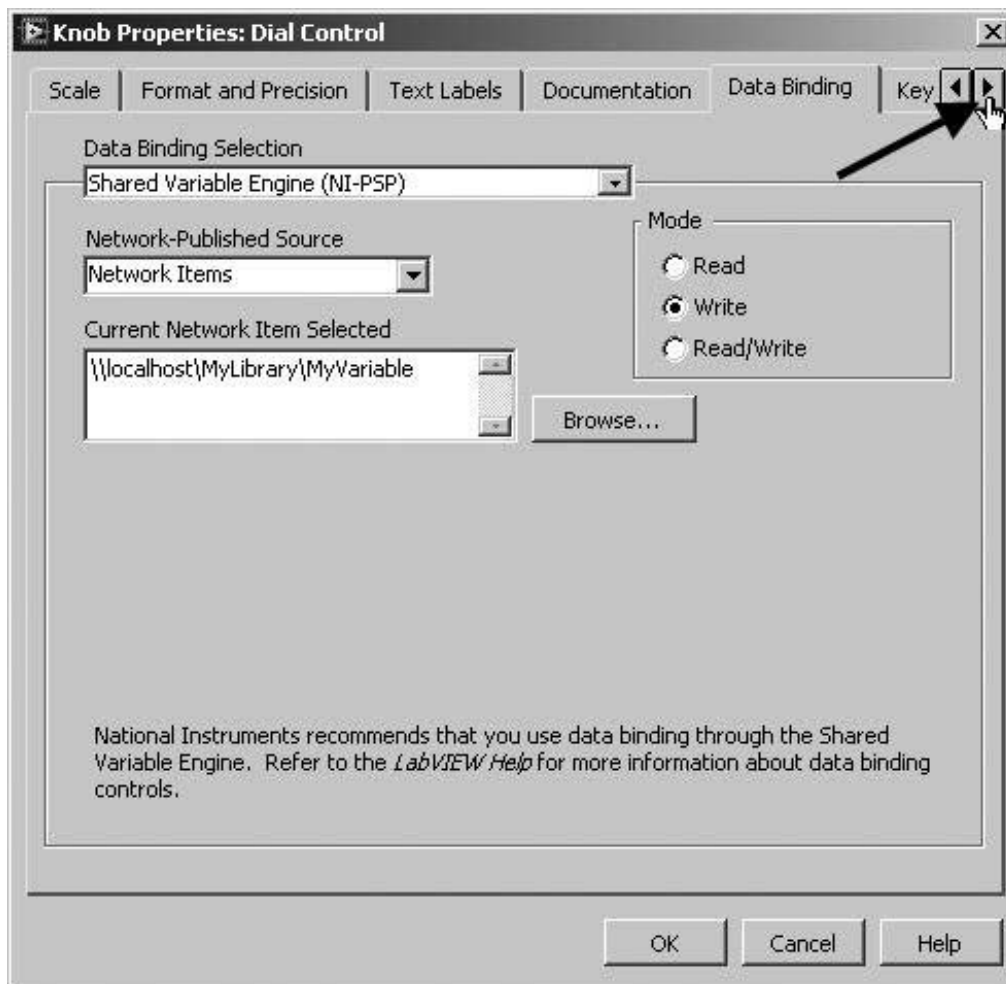 Knob Properties: Dial Control
Scale
Format and Precision
Text Labels
Documentation
Data Binding
Key
Data Binding Selection
Shared Variable Engine (NI-PSP)
Network-Published Source
Network Items
Current Network Item Selected
\\localhost\MyLibrary\MyVariable
Browse...
Mode
Read
Write
Read/Write
National Instruments recommends that you use data binding through the Shared
Variable Engine. Refer to the LabVIEW Help for more information about data binding
controls.
OK
Cancel
Help